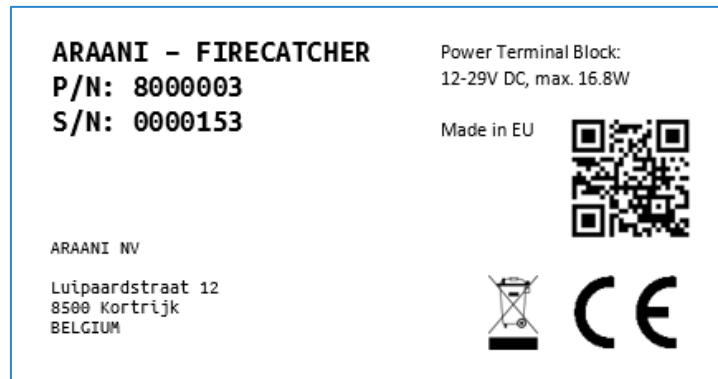 ARAANI – FIRECATCHER
P/N: 8000003
S/N: 0000153
Power Terminal Block:
12-29V DC, max. 16.8W
Made in EU
ARAANI NV
Luipaardstraat 12
8500 Kortrijk
BELGIUM
CE